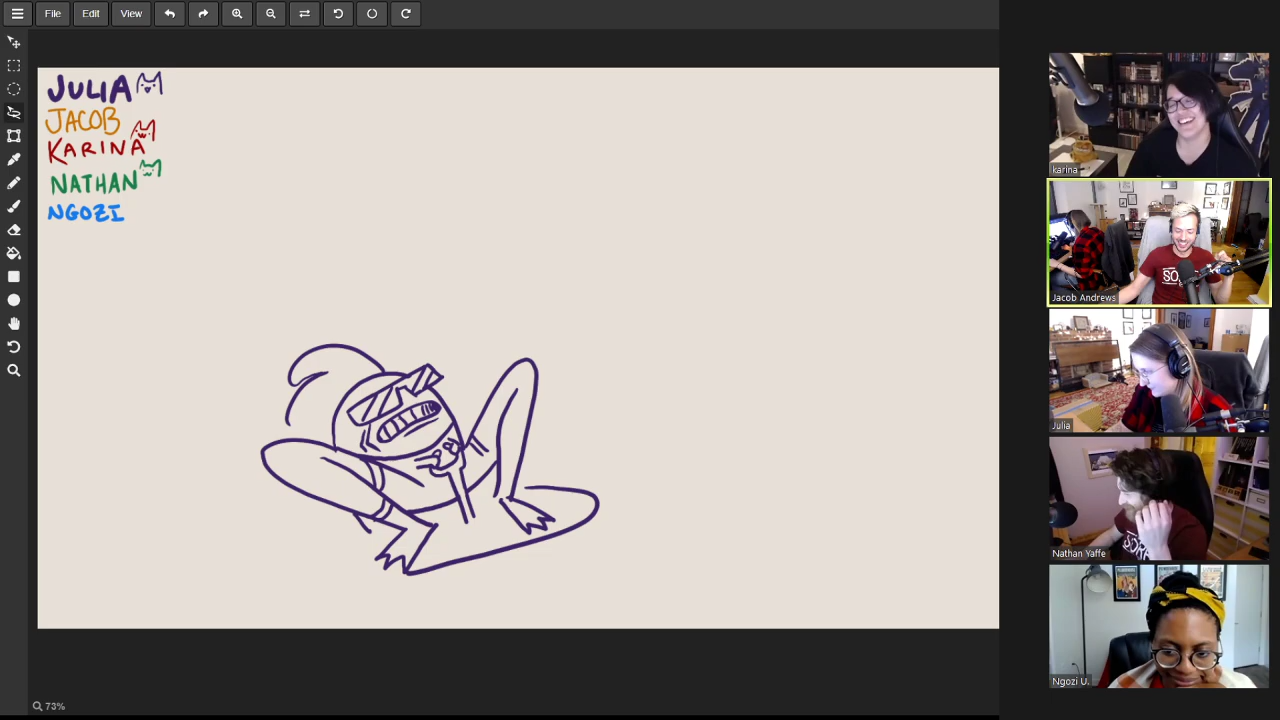 File Edit View
JULIA
JACOB
KARINA
NATHAN
NGOZI
karina
Jacob Andrews
Julia
Nathan Yaffe
Ngozi U.
73%